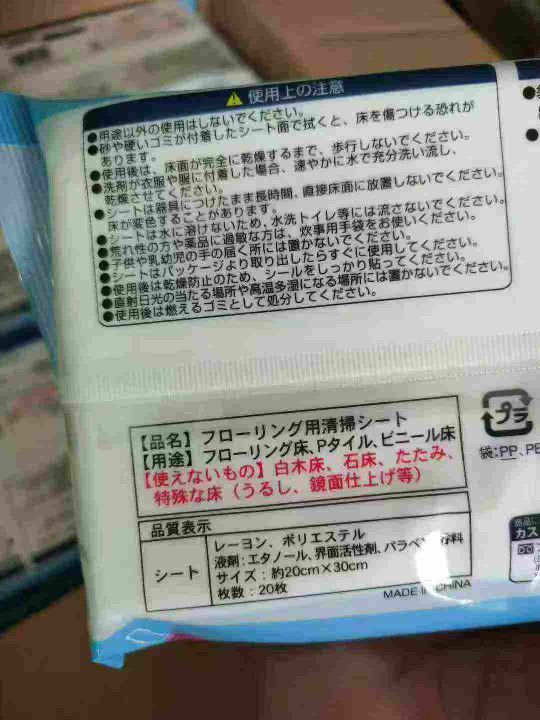 ⚠使用上の注意
●用途以外の使用はしないでください。
●砂や硬いゴミが付着したシート面で拭くと、床を傷つける恐れが
あります。
●使用後は、床面が完全に乾燥するまで、歩行しないでください。
●洗剤が衣服や服に付着した場合、速やかに水で充分洗い流し、
乾燥させてください。
●シートは器具につけたまま長時間、直接床面に放置しないでください。
床が変色することがあります。
●シートは水に溶けないため、水洗トイレ等には流さないでください。
●荒れ性の方や薬品に過敏な方は、炊事用手袋をお使いください。
●子供や乳幼児の手の届く所には置かないでください。
●シートはパッケージより取り出したらすぐに使用してください。
●使用後は乾燥防止のため、シールをしっかり貼ってください。
●直射日光の当たる場所や高温多湿になる場所には置かないでください。
●使用後は燃えるゴミとして処分してください。
【品名】フローリング用清掃シート
【用途】フローリング床、Pタイル、ビニール床
【使えないもの】白木床、石床、たたみ、
特殊な床（うるし、鏡面仕上げ等）
品質表示
シート
レーヨン、ポリエステル
液剤:エタノール、界面活性剤、パラベン、香料
サイズ：約20cm×30cm
枚数：20枚
MADE IN CHINA
プラ
袋:PP、PE
商品に
カス